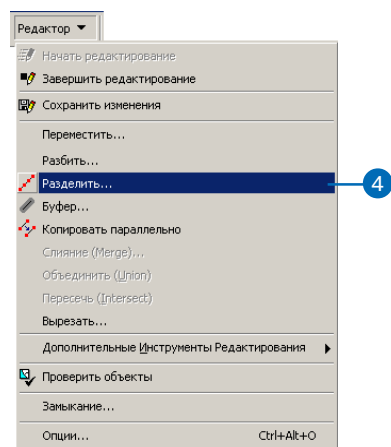 Редактор
Начать редактирование
Завершить редактирование
Сохранить изменения
Переместить...
Разбить...
Разделить... 4
Буфер...
Копировать параллельно
Слияние (Merge)...
Объединить (Union)
Пересечь (Intersect)
Вырезать...
Дополнительные Инструменты Редактирования
Проверить объекты
Замыкание...
Опции... Ctrl+Alt+O